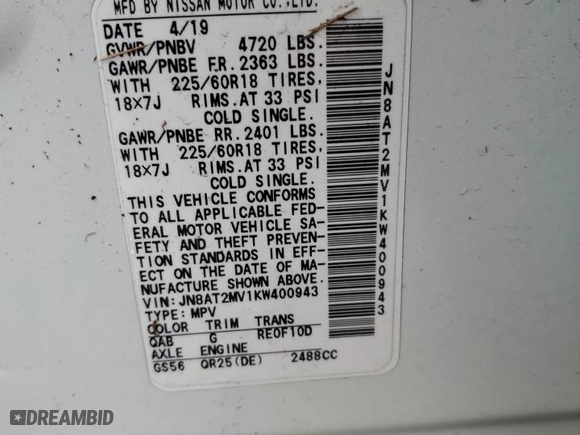 MFD BY NISSAN MOTOR CO.,LTD.
DATE 4/19
GVWR/PNBV 4720 LBS.
GAWR/PNBE FR. 2363 LBS.
WITH 225/60R18 TIRES,
18×7J RIMS.AT 33 PSI
COLD SINGLE.
GAWR/PNBE RR. 2401 LBS.
WITH 225/60R18 TIRES,
18×7J RIMS.AT 33 PSI
COLD SINGLE.
THIS VEHICLE CONFORMS
TO ALL APPLICABLE FED-
ERAL MOTOR VEHICLE SA-
FETY AND THEFT PREVEN-
TION STANDARDS IN EFF-
ECT ON THE DATE OF MA-
NUFACTURE SHOWN ABOVE.
VIN: JN8AT2MV1KW400943
TYPE: MPV
COLOR TRIM TRANS
QAB G RE0F10D
AXLE ENGINE
GS56 QR25(DE) 2488CC
JN8AT2MV1KW400943
DREAMBID